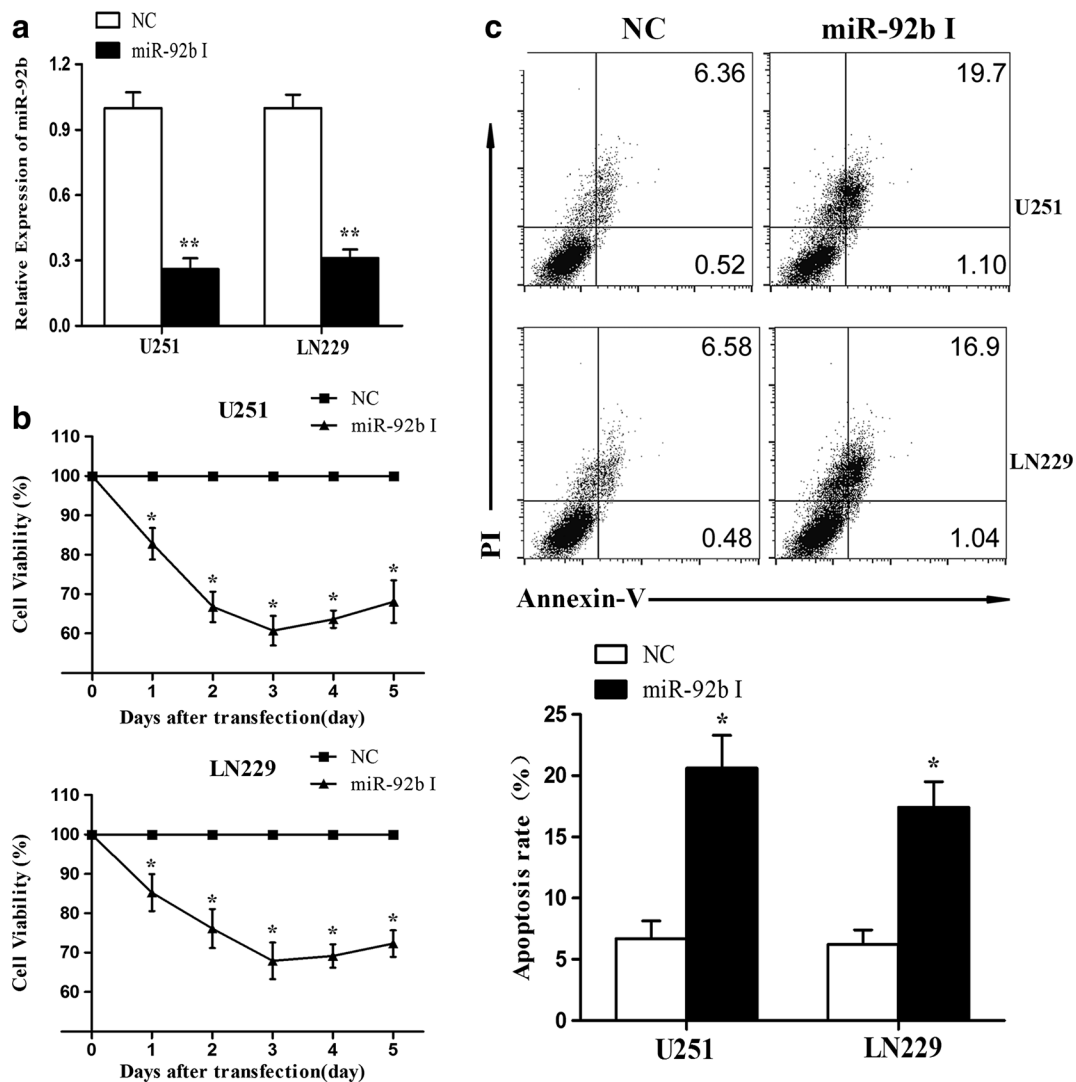 a
NC
miR-92b I
Relative Expression of miR-92b
1.2
0.9
0.6
0.3
0.0
**
**
U251
LN229
b
U251
NC
miR-92b I
Cell Viability (%)
110
100
90
80
70
60
*
*
*
*
*
0 1 2 3 4 5
Days after transfection(day)
LN229
NC
miR-92b I
Cell Viability (%)
110
100
90
80
70
60
*
*
*
*
*
0 1 2 3 4 5
Days after transfection(day)
c
NC
miR-92b I
6.36
0.52
19.7
1.10
U251
6.58
0.48
16.9
1.04
LN229
PI
Annexin-V
NC
miR-92b I
Apoptosis rate (%)
25
20
15
10
5
0
*
*
U251
LN229